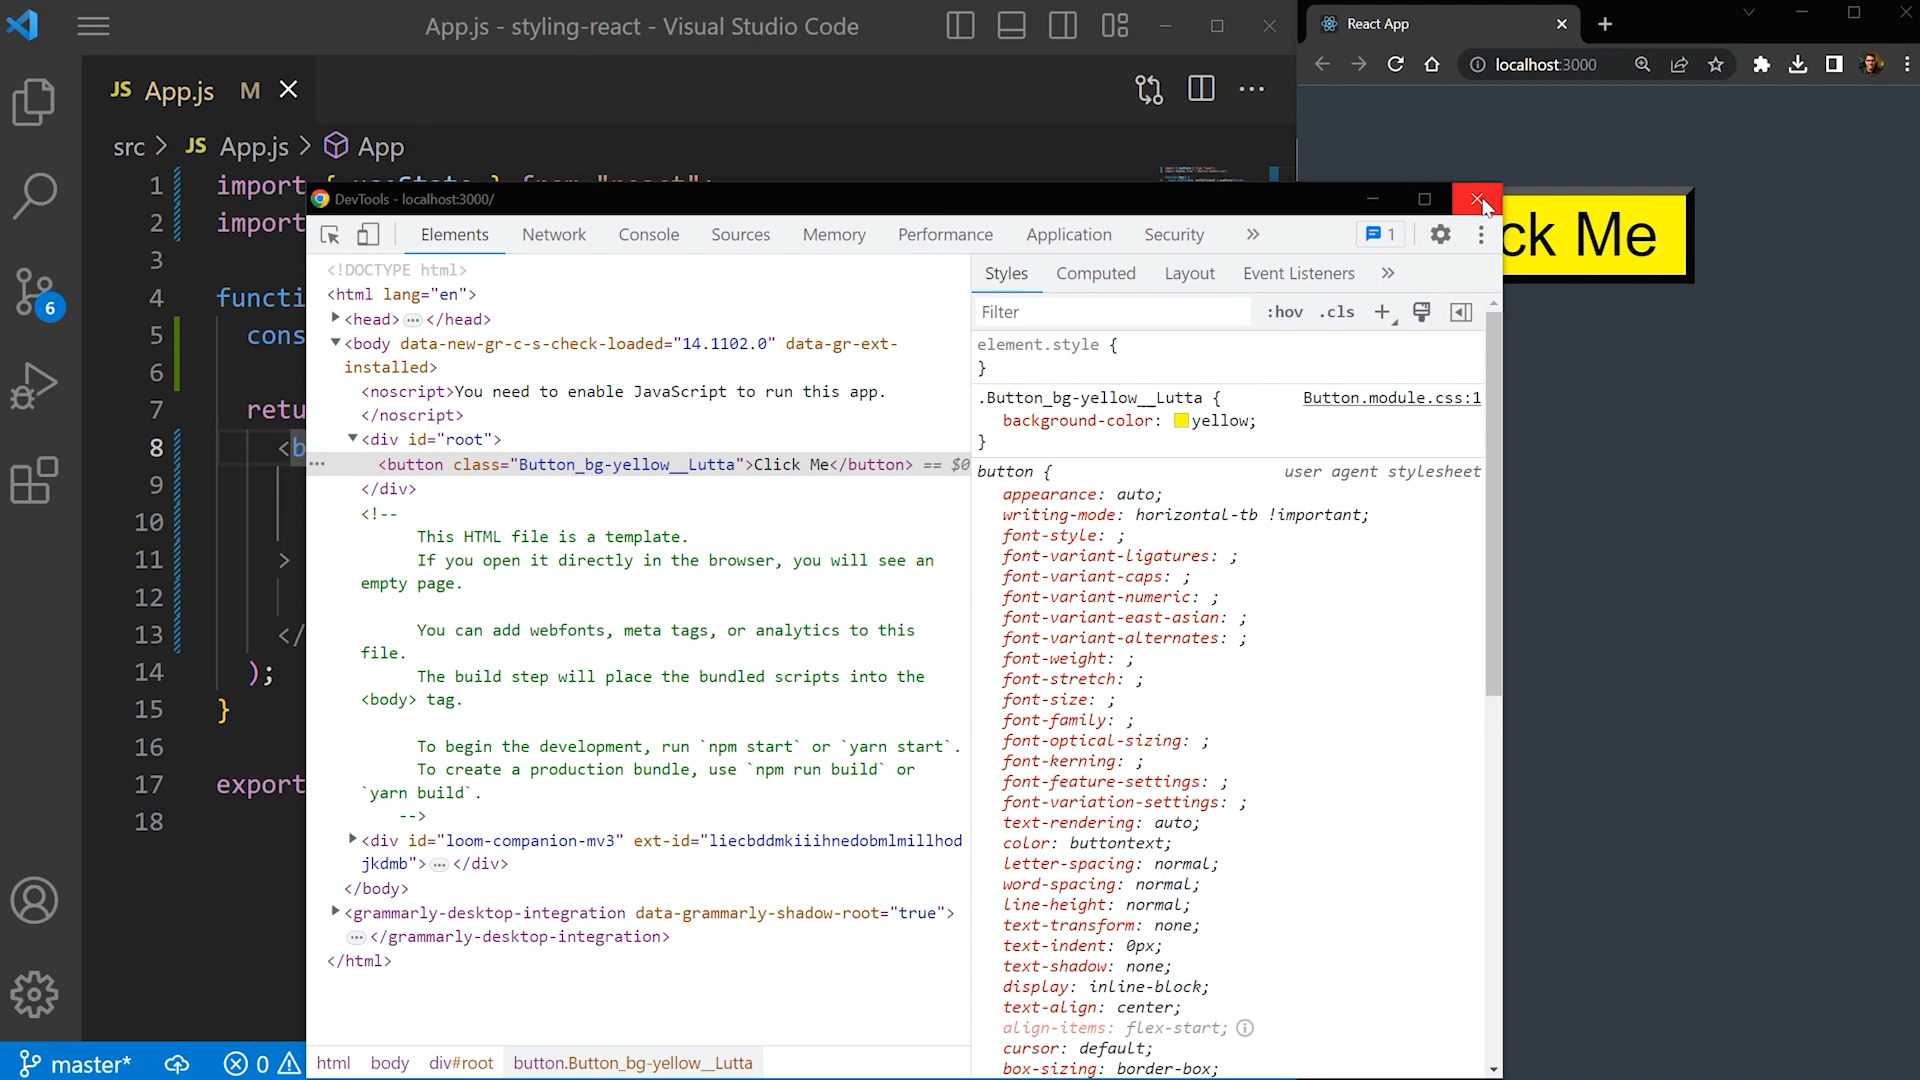 App.js - styling-react - Visual Studio Code
JS App.js M
src > JS App.js > App
1 import { useState } from "react";
2 import
3
4 functi
5 cons
6
7 retu
8 <b
9
10
11 >
12
13 </
14 );
15 }
16
17 export
18
6
master* 0
DevTools - localhost:3000/
Elements Network Console Sources Memory Performance Application Security » 1
<!DOCTYPE html>
<html lang="en">
<head> … </head>
<body data-new-gr-c-s-check-loaded="14.1102.0" data-gr-ext-
installed>
<noscript>You need to enable JavaScript to run this app.
</noscript>
<div id="root">
… <button class="Button_bg-yellow__Lutta">Click Me</button> == $0
</div>
<!--
This HTML file is a template.
If you open it directly in the browser, you will see an
empty page.
You can add webfonts, meta tags, or analytics to this
file.
The build step will place the bundled scripts into the
<body> tag.
To begin the development, run `npm start` or `yarn start`.
To create a production bundle, use `npm run build` or
`yarn build`.
-->
<div id="loom-companion-mv3" ext-id="liecbddmkiiihnedobmlmillhod
jkdmb"> … </div>
</body>
<grammarly-desktop-integration data-grammarly-shadow-root="true">
… </grammarly-desktop-integration>
</html>
html body div#root button.Button_bg-yellow__Lutta
Styles Computed Layout Event Listeners »
Filter :hov .cls +
element.style {
}
.Button_bg-yellow__Lutta { Button.module.css:1
background-color: yellow;
}
button { user agent stylesheet
appearance: auto;
writing-mode: horizontal-tb !important;
font-style: ;
font-variant-ligatures: ;
font-variant-caps: ;
font-variant-numeric: ;
font-variant-east-asian: ;
font-variant-alternates: ;
font-weight: ;
font-stretch: ;
font-size: ;
font-family: ;
font-optical-sizing: ;
font-kerning: ;
font-feature-settings: ;
font-variation-settings: ;
text-rendering: auto;
color: buttontext;
letter-spacing: normal;
word-spacing: normal;
line-height: normal;
text-transform: none;
text-indent: 0px;
text-shadow: none;
display: inline-block;
text-align: center;
align-items: flex-start;
cursor: default;
box-sizing: border-box;
React App
localhost:3000
ck Me